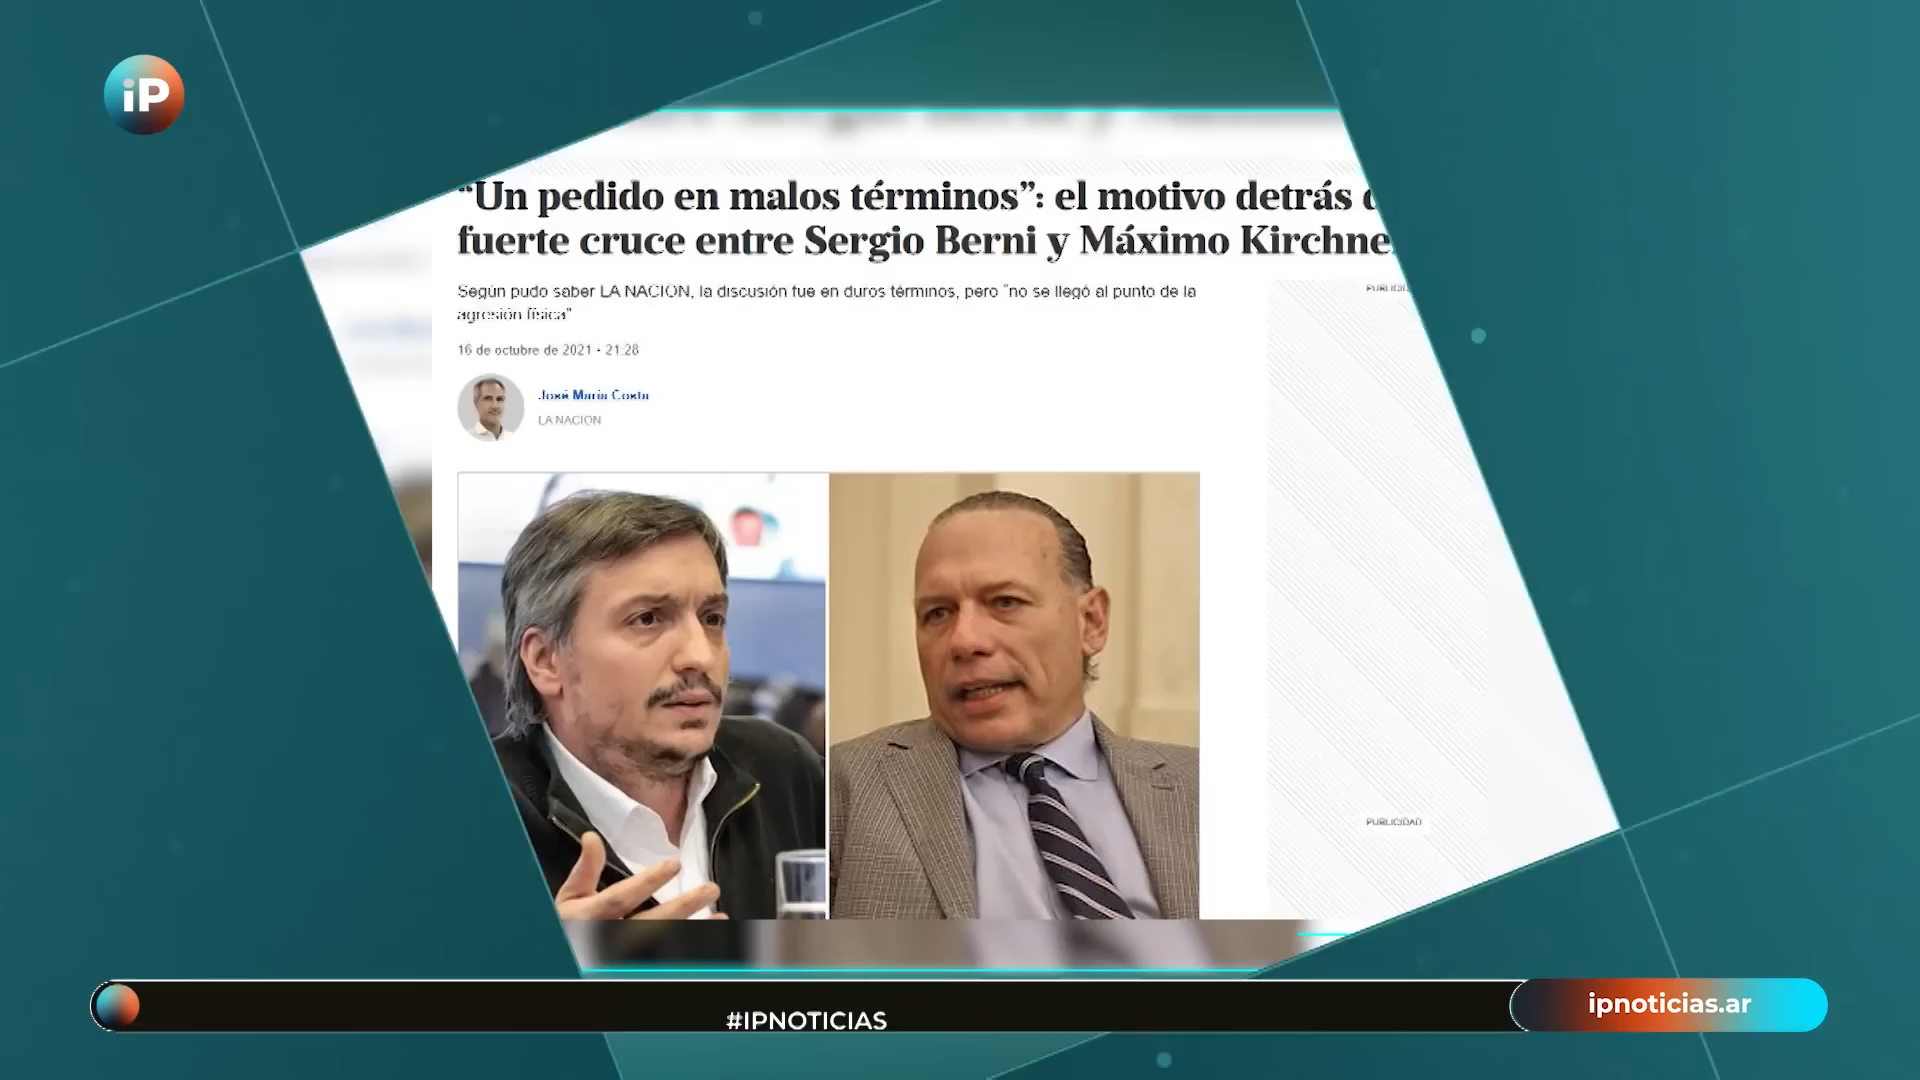 iP
“Un pedido en malos términos”: el motivo detrás
fuerte cruce entre Sergio Berni y Máximo Kirchne
Según pudo saber LA NACION, la discusión fue en duros términos, pero “no se llegó al punto de la
agresión física”
PUBLICID
16 de octubre de 2021 • 21:28
José María Costa
LA NACION
PUBLICIDAD
#IPNOTICIAS
ipnoticias.ar